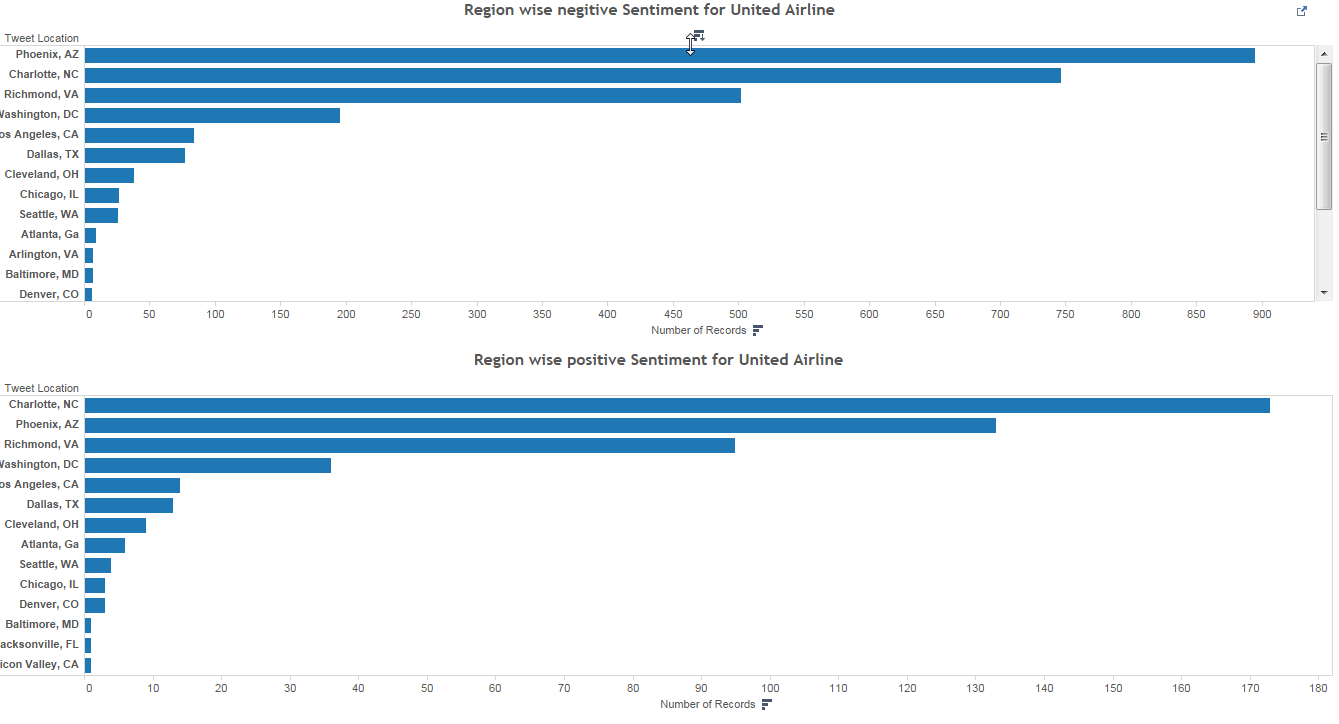 Region wise negitive Sentiment for United Airline
Tweet Location
Phoenix, AZ
Charlotte, NC
Richmond, VA
Washington, DC
os Angeles, CA
Dallas, TX
Cleveland, OH
Chicago, IL
Seattle, WA
Atlanta, Ga
Arlington, VA
Baltimore, MD
Denver, CO
0 50 100 150 200 250 300 350 400 450 500 550 600 650 700 750 800 850 900
Number of Records
Region wise positive Sentiment for United Airline
Tweet Location
Charlotte, NC
Phoenix, AZ
Richmond, VA
Washington, DC
os Angeles, CA
Dallas, TX
Cleveland, OH
Atlanta, Ga
Seattle, WA
Chicago, IL
Denver, CO
Baltimore, MD
acksonville, FL
icon Valley, CA
0 10 20 30 40 50 60 70 80 90 100 110 120 130 140 150 160 170 180
Number of Records